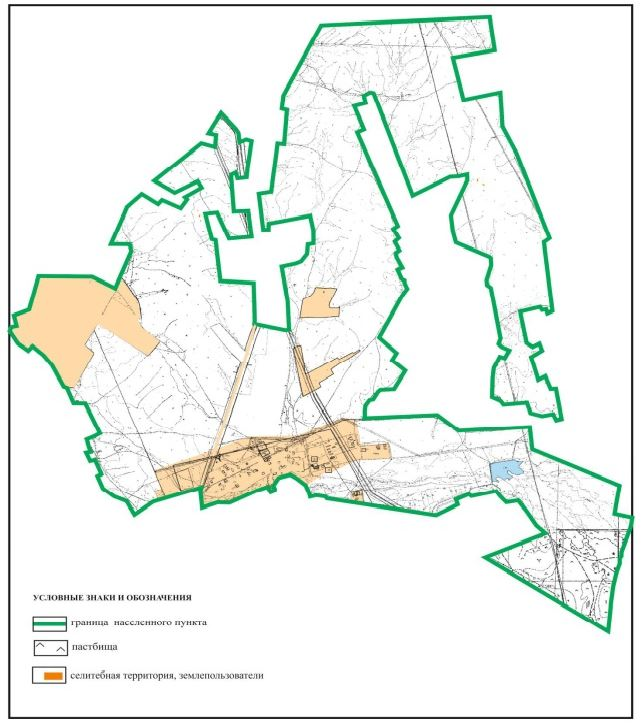 УСЛОВНЫЕ ЗНАКИ И ОБОЗНАЧЕНИЯ
граница населенного пункта
пастбища
селитебная территория, землепользователи